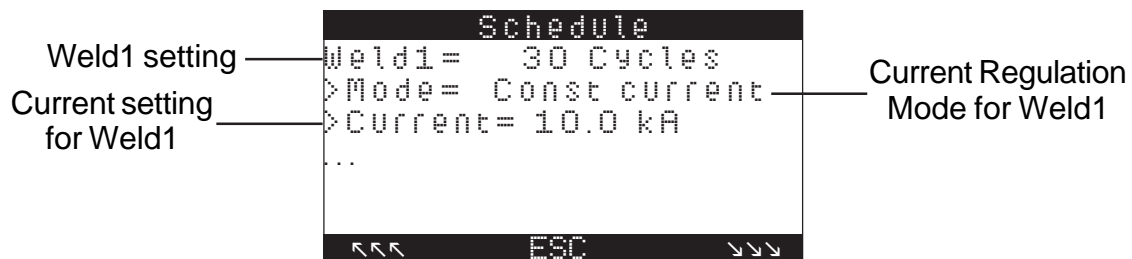 Schedule
Weld1 setting
Weld1= 30 Cycles
>Mode= Const current
Current Regulation
Mode for Weld1
Current setting
for Weld1
>Current= 10.0 kA
...
↖↖↖ ESC ↘↘↘